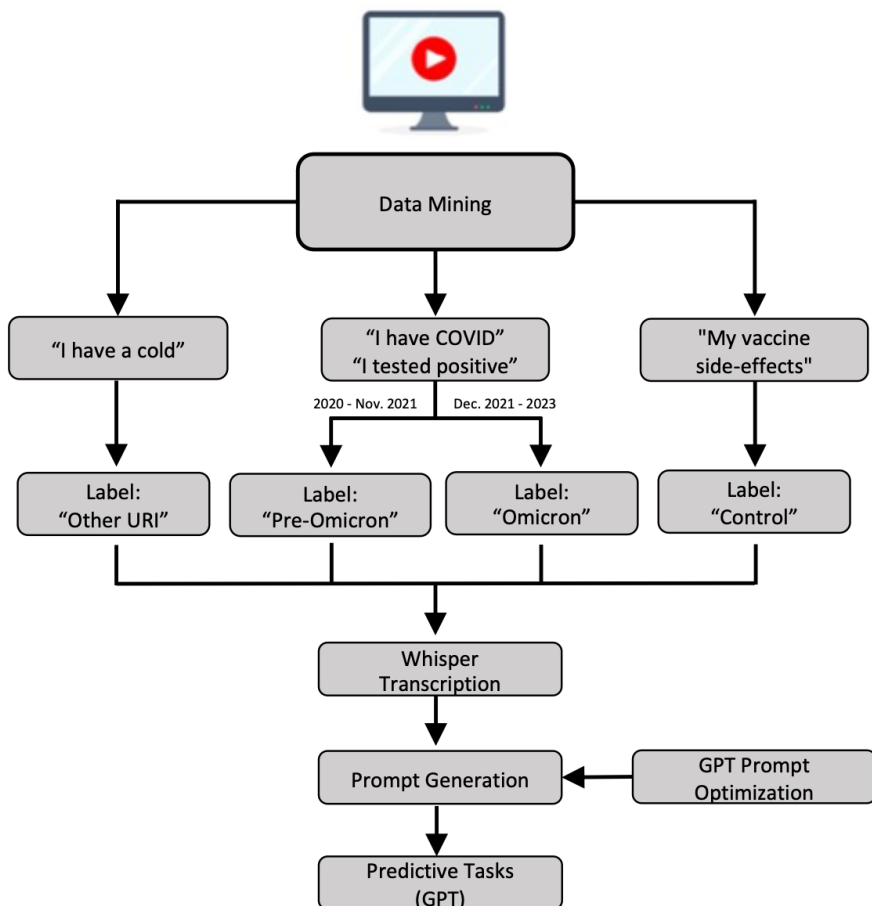 Data Mining
“I have a cold”
“I have COVID”
“I tested positive”
"My vaccine
side-effects"
2020 - Nov. 2021
Dec. 2021 - 2023
Label:
“Other URI”
Label:
“Pre-Omicron”
Label:
“Omicron”
Label:
“Control”
Whisper
Transcription
Prompt Generation
GPT Prompt
Optimization
Predictive Tasks
(GPT)